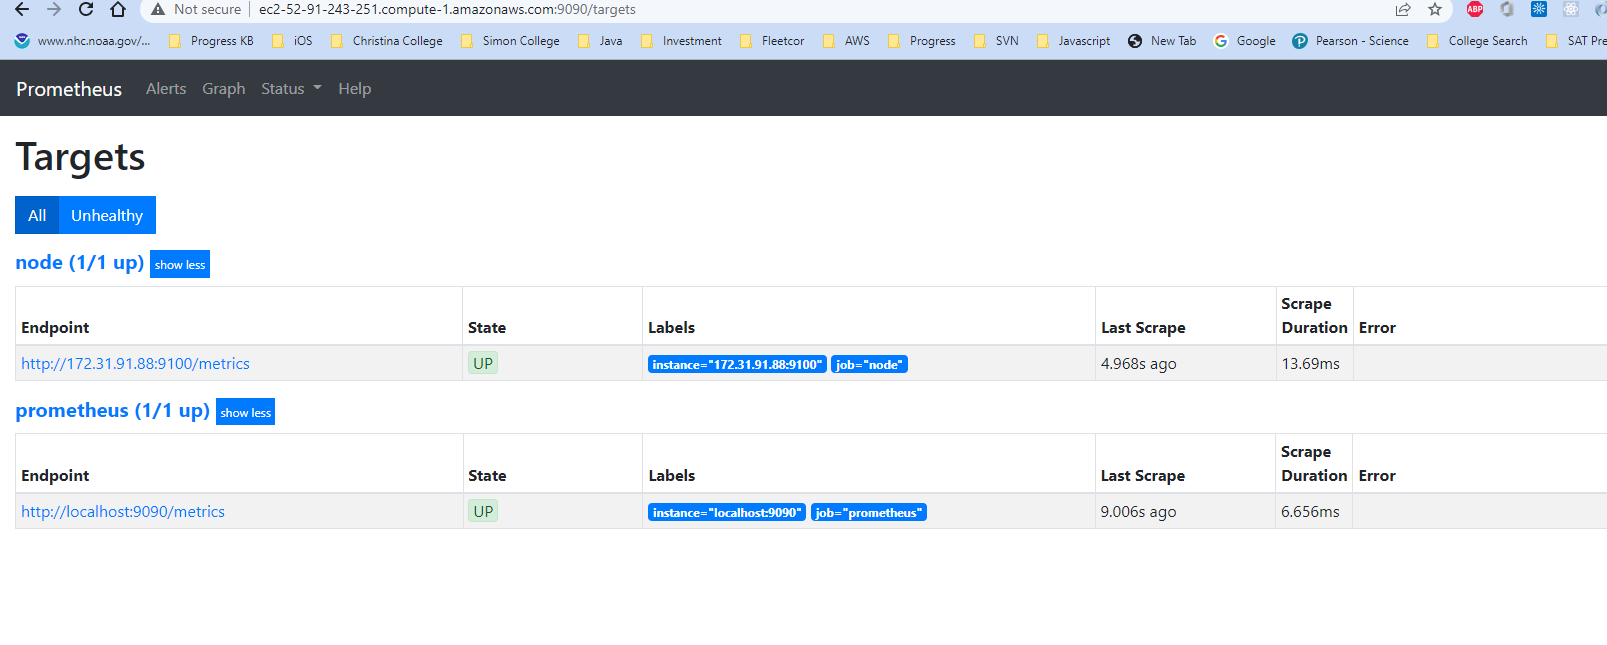 Not secure ec2-52-91-243-251.compute-1.amazonaws.com:9090/targets ABP
www.nhc.noaa.gov/... Progress KB iOS Christina College Simon College Java Investment Fleetcor AWS Progress SVN Javascript New Tab Google Pearson - Science College Search SAT Pre
Prometheus Alerts Graph Status Help
Targets
All Unhealthy
node (1/1 up) show less
Endpoint State Labels Last Scrape Scrape Duration Error
http://172.31.91.88:9100/metrics UP instance="172.31.91.88:9100" job="node" 4.968s ago 13.69ms
prometheus (1/1 up) show less
Endpoint State Labels Last Scrape Scrape Duration Error
http://localhost:9090/metrics UP instance="localhost:9090" job="prometheus" 9.006s ago 6.656ms